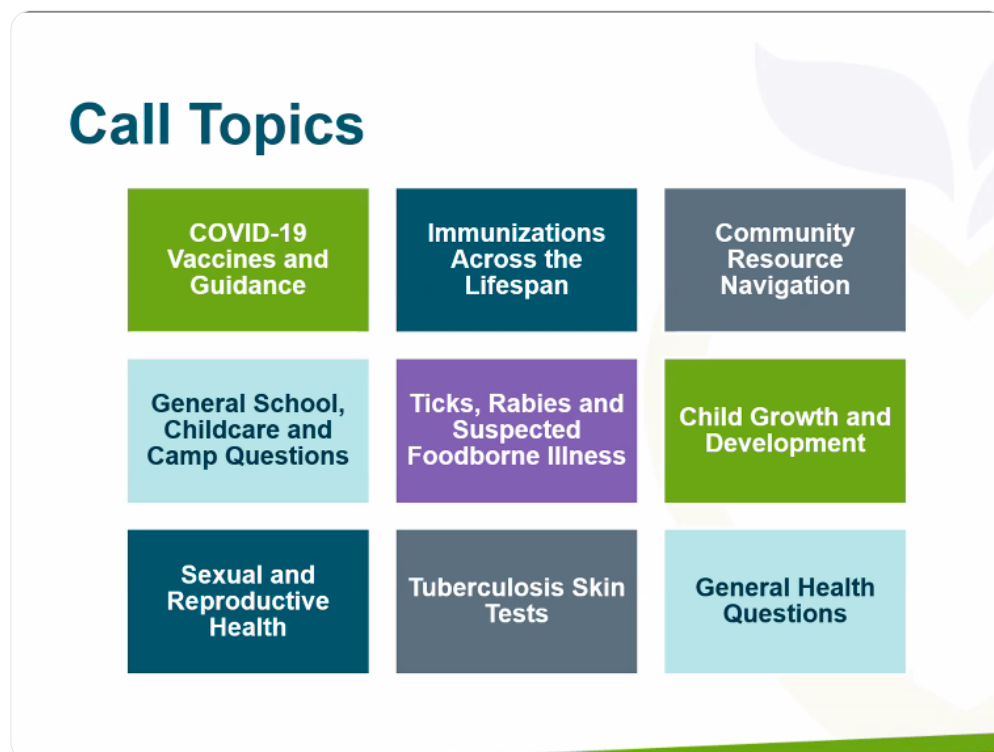 Call Topics
COVID-19
Vaccines and
Guidance
Immunizations
Across the
Lifespan
Community
Resource
Navigation
General School,
Childcare and
Camp Questions
Ticks, Rabies and
Suspected
Foodborne Illness
Child Growth and
Development
Sexual and
Reproductive
Health
Tuberculosis Skin
Tests
General Health
Questions